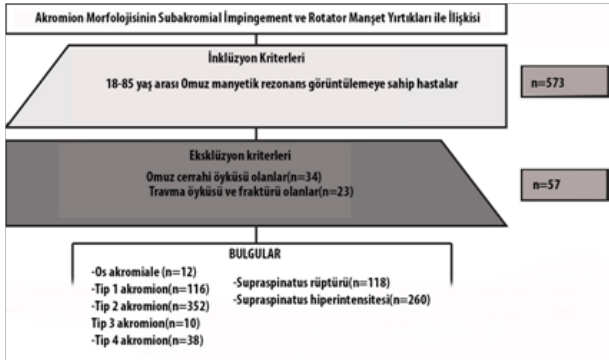 Akromion Morfolojisinin Subakromial İmpingement ve Rotator Manşet Yırtıkları ile İlişkisi
İnklüzyon Kriterleri
18-85 yaş arası Omuz manyetik rezonans görüntülemeye sahip hastalar
n=573
Eksklüzyon kriterleri
Omuz cerrahi öyküsü olanlar(n=34)
Travma öyküsü ve fraktürü olanlar(n=23)
n=57
BULGULAR
-Os akromiale (n=12)
-Tip 1 akromion(n=116)
-Tip 2 akromion(n=352)
Tip 3 akromion(n=10)
-Tip 4 akromion(n=38)
-Supraspinatus rüptürü(n=118)
-Supraspinatus hiperintensitesi(n=260)